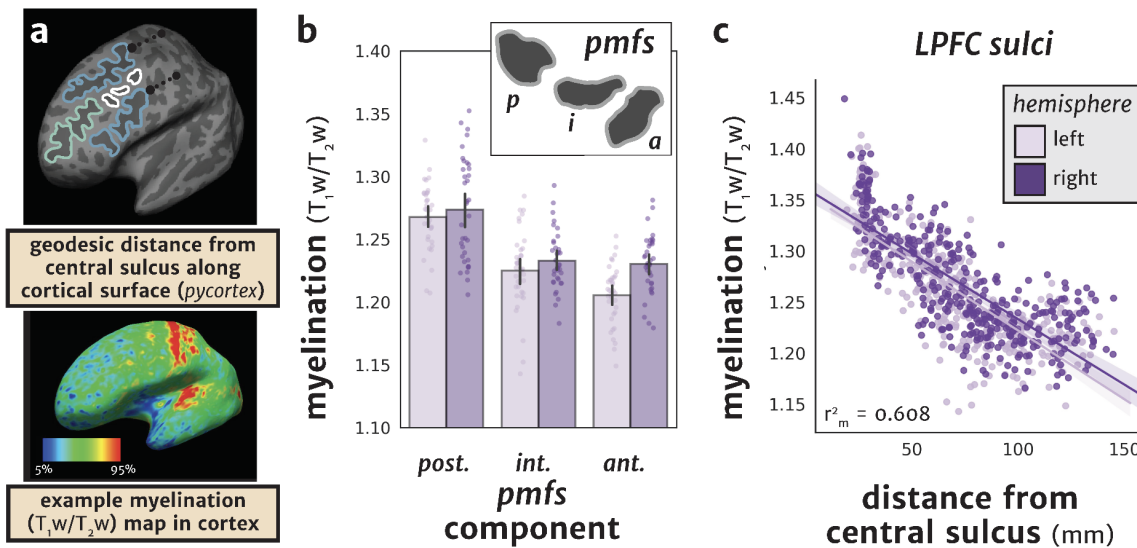 a
geodesic distance from
central sulcus along
cortical surface (pycortex)
5%
95%
example myelination
(T₁w/T₂w) map in cortex
b
myelination (T₁w/T₂w)
1.40
1.35
1.30
1.25
1.20
1.15
1.10
pmfs
p
i
a
post.
int.
ant.
pmfs
component
c
LPFC sulci
myelination (T₁w/T₂w)
1.45
1.40
1.35
1.30
1.25
1.20
1.15
hemisphere
left
right
r²ₘ = 0.608
50
100
150
distance from
central sulcus (mm)